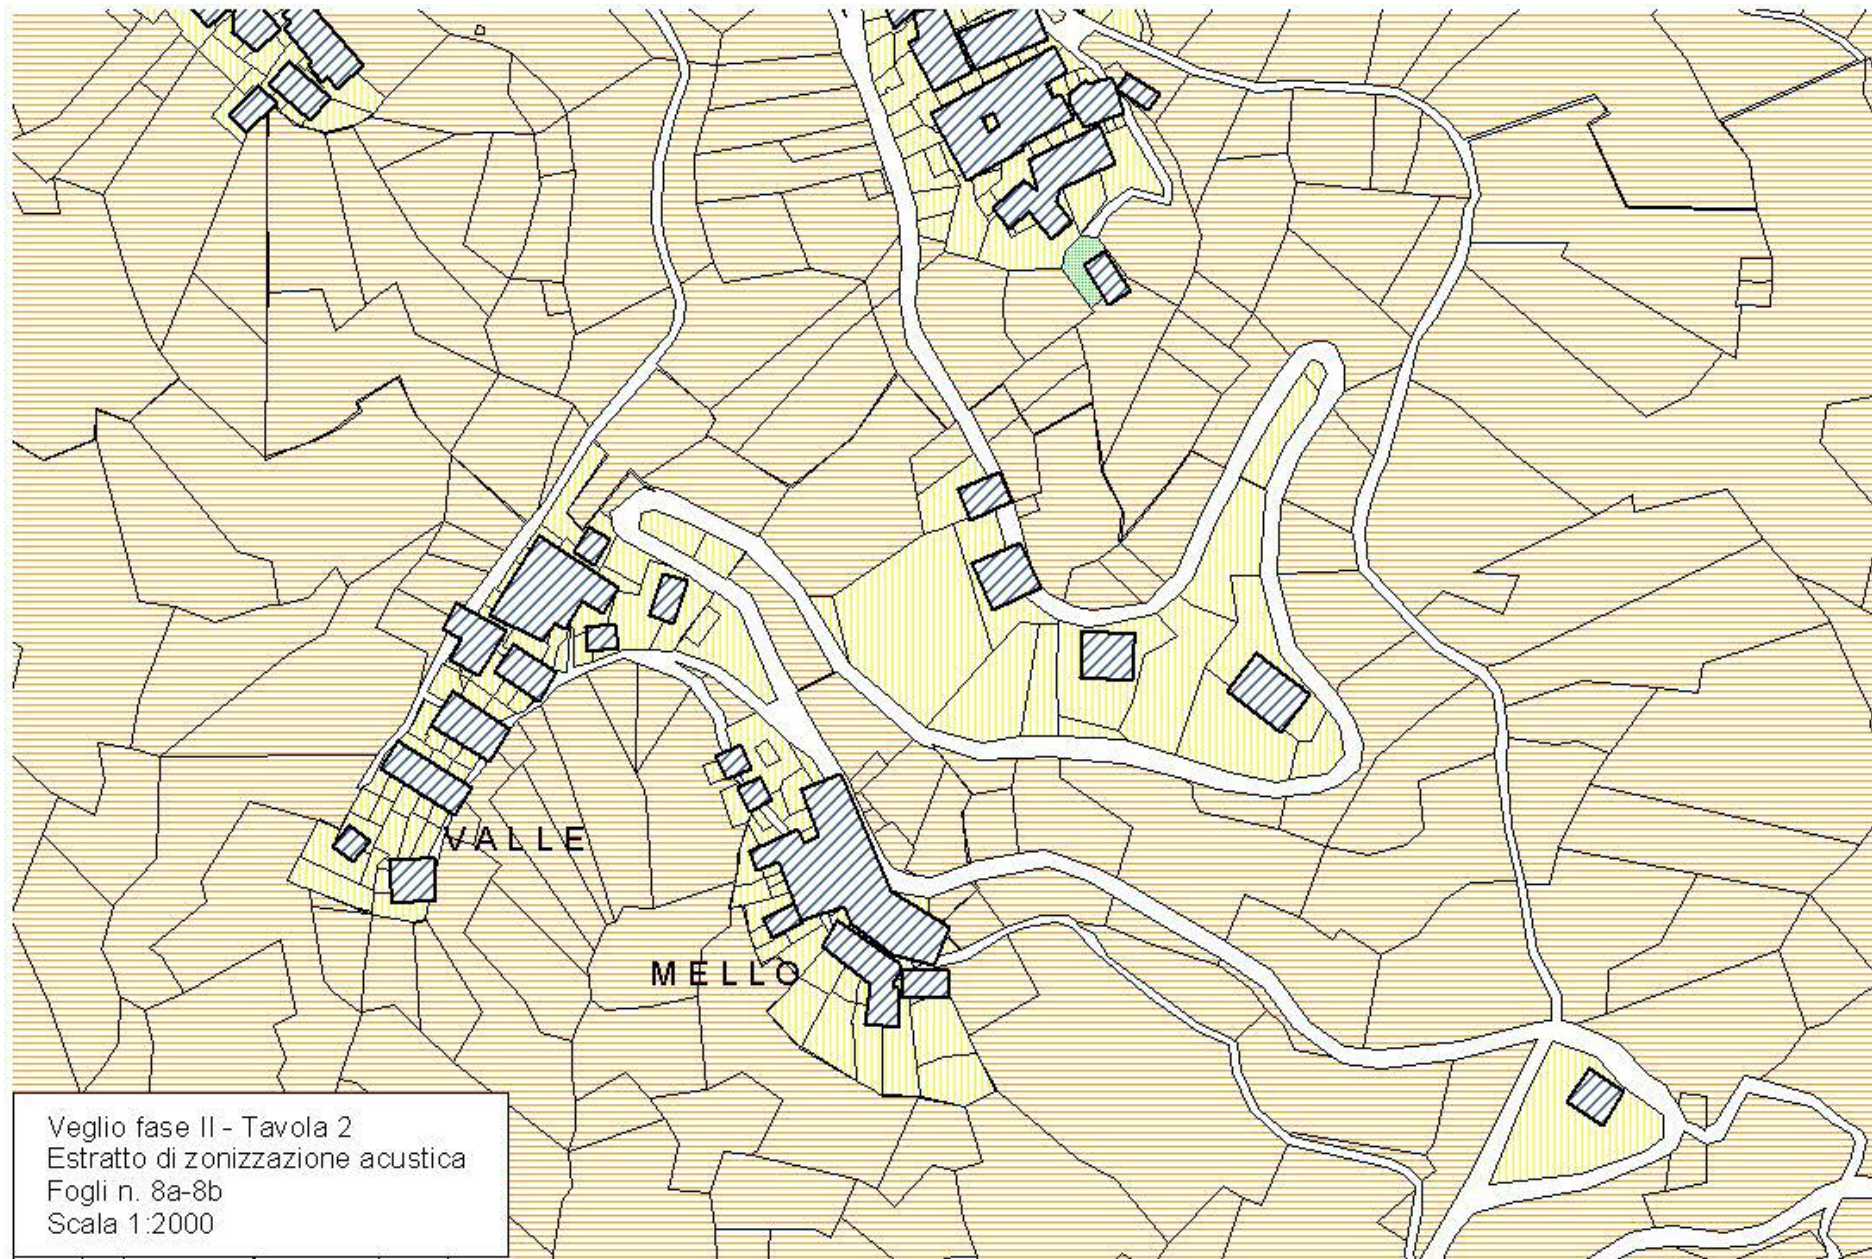 VALLE
MELLO
Veglio fase II - Tavola 2
Estratto di zonizzazione acustica
Fogli n. 8a-8b
Scala 1:2000